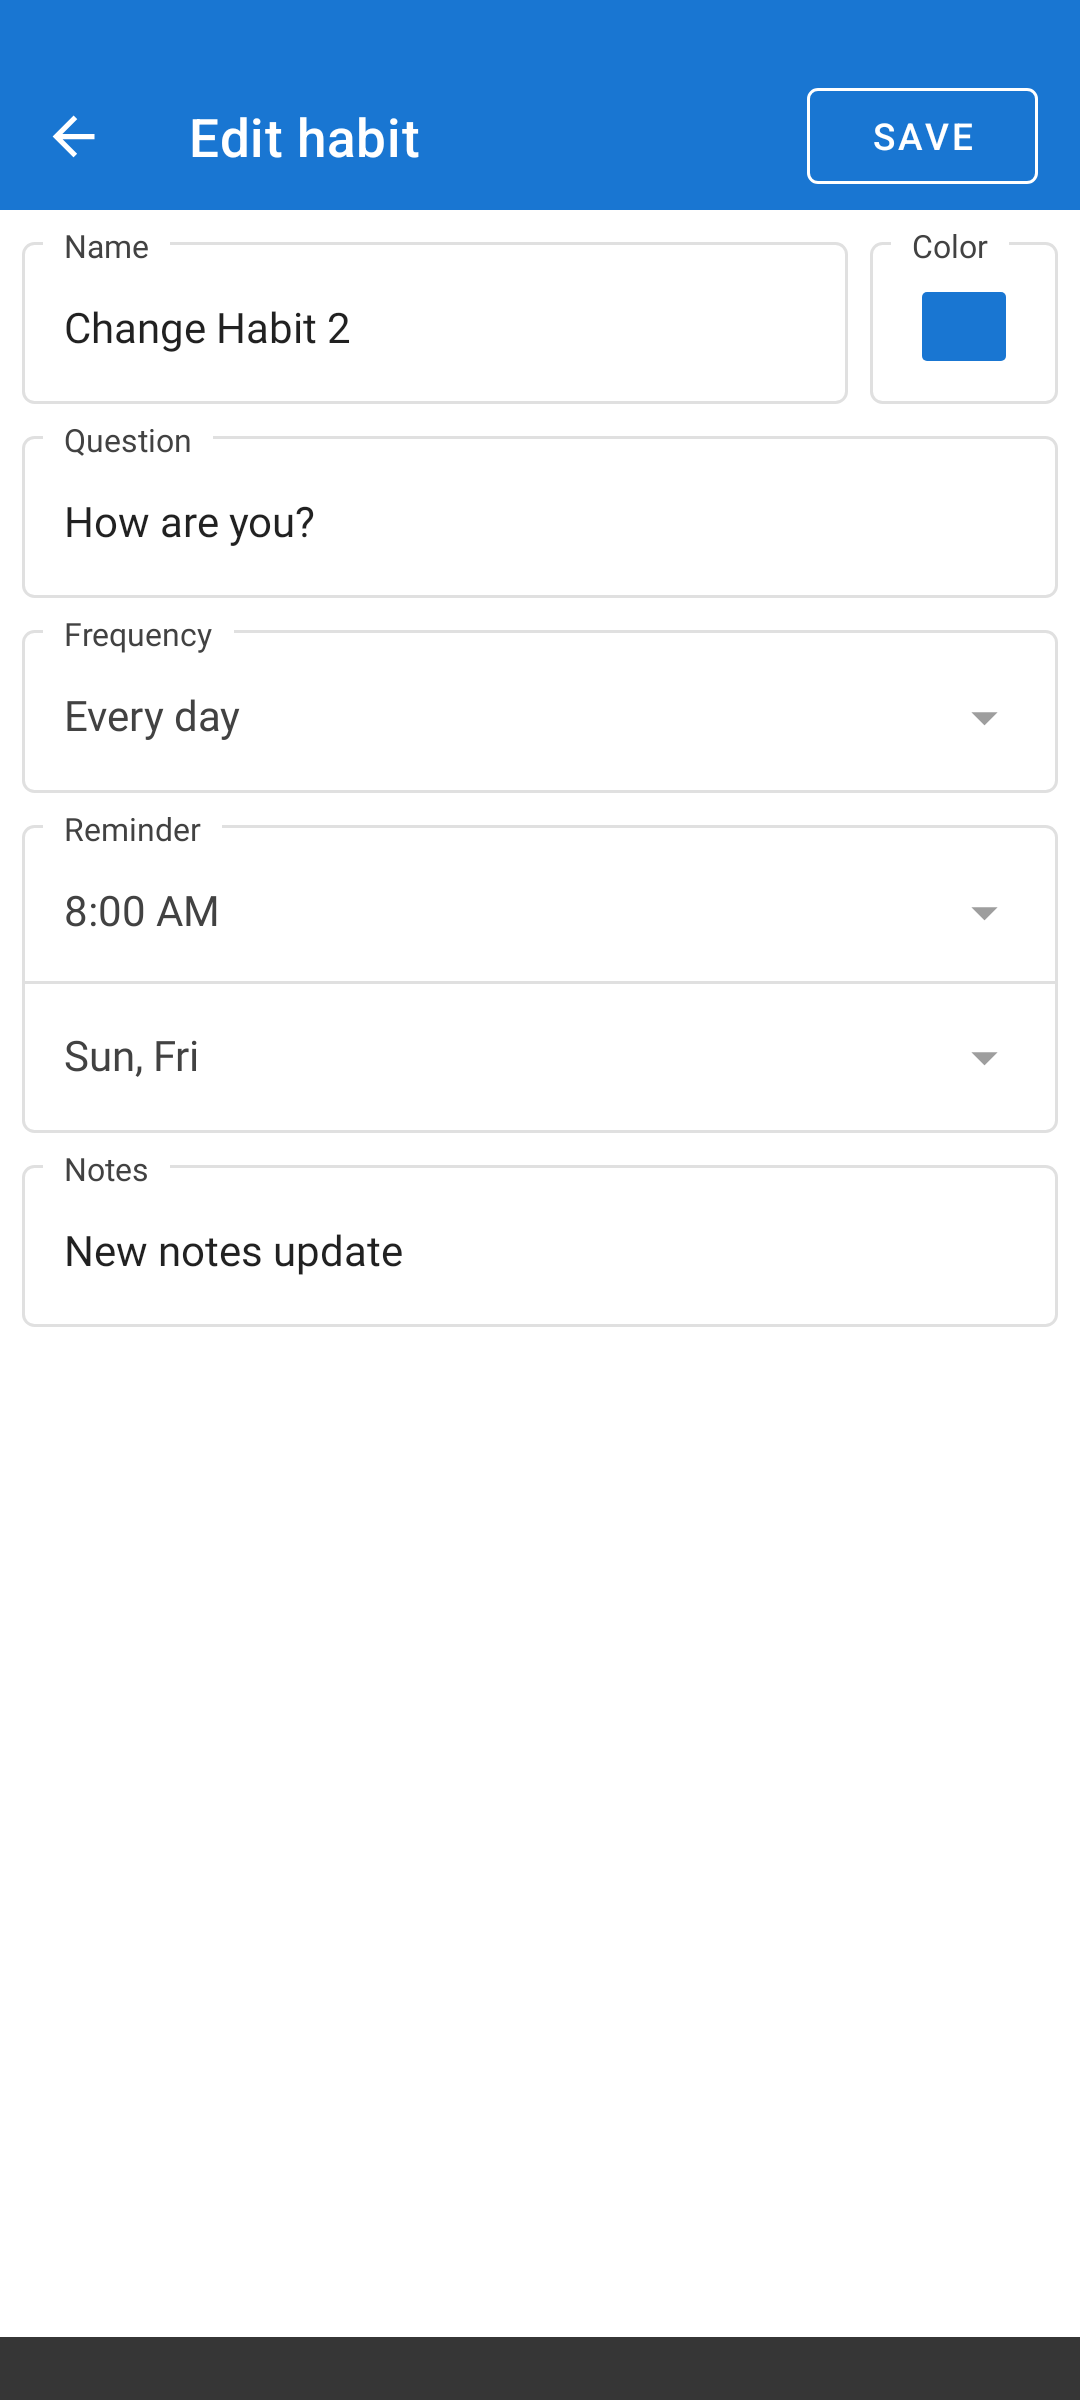 Edit habit
SAVE
Name
Color
Change Habit 2
Question
How are you?
Frequency
Every day
Reminder
8:00 AM
Sun, Fri
Notes
New notes update